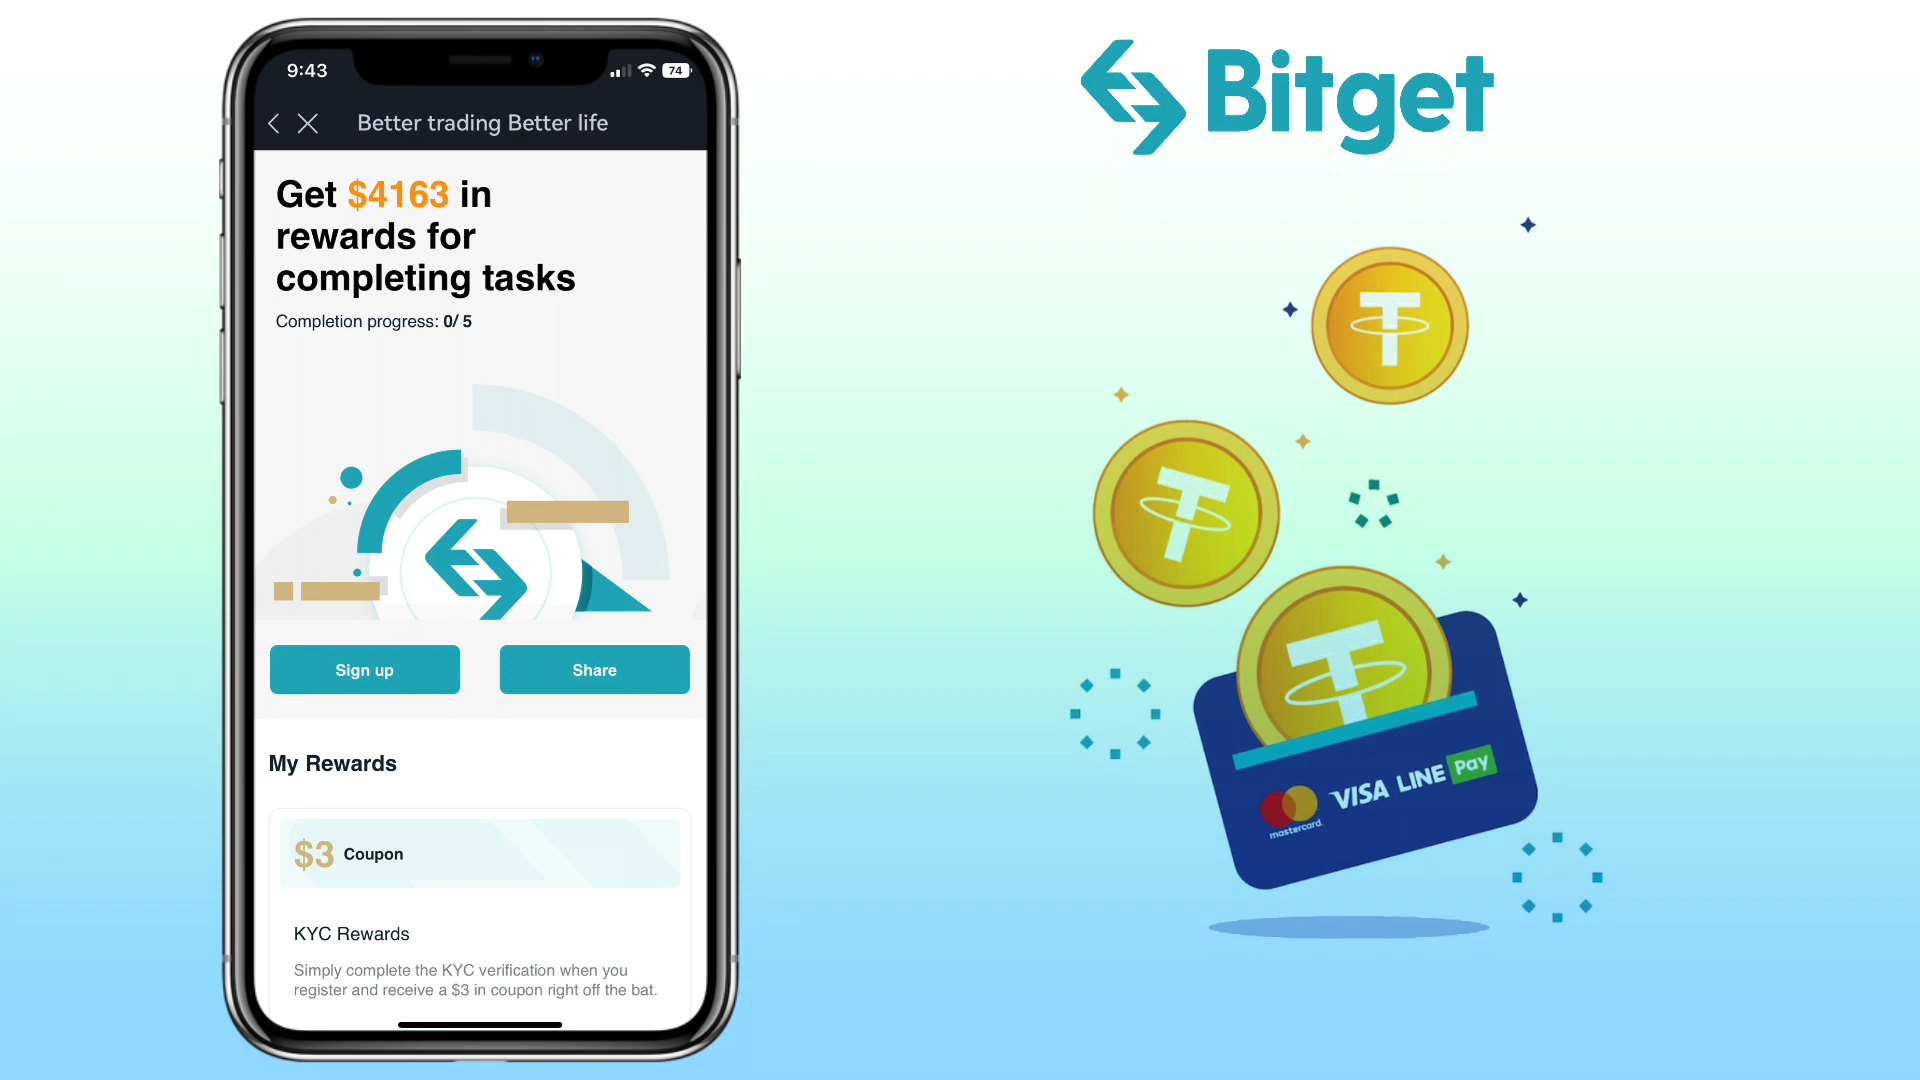 9:43
74
Better trading Better life
Get $4163 in
rewards for
completing tasks
Completion progress: 0/ 5
Sign up
Share
My Rewards
$3 Coupon
KYC Rewards
Simply complete the KYC verification when you
register and receive a $3 in coupon right off the bat.
Bitget
mastercard.
VISA LINE Pay